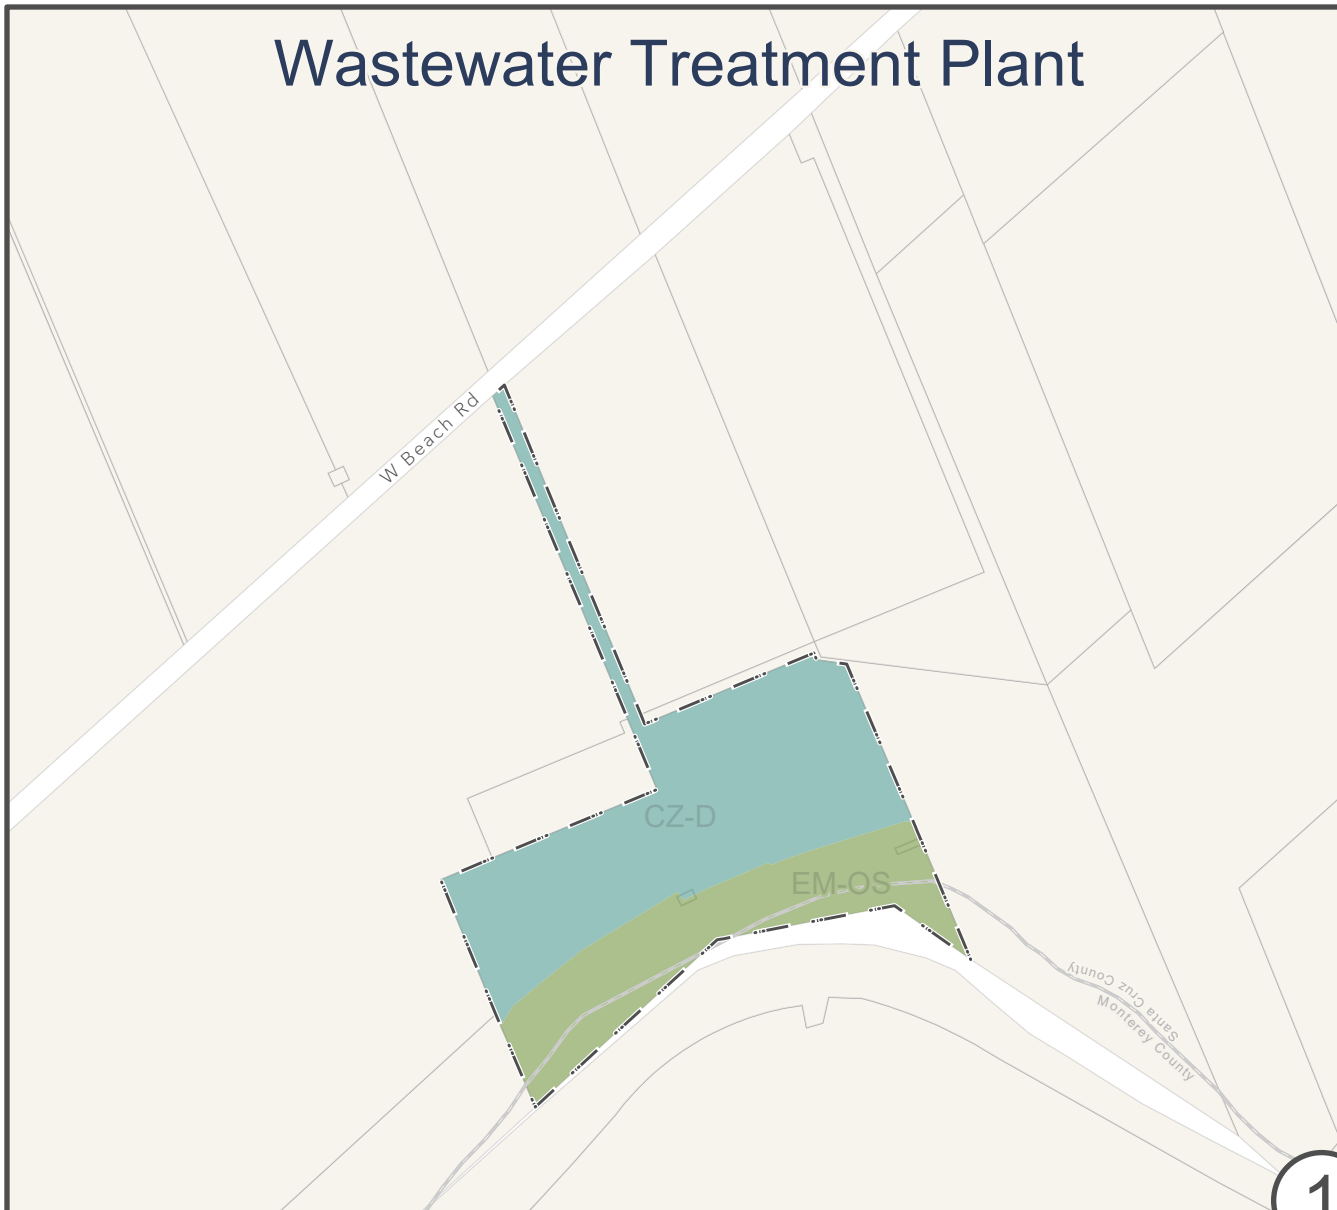 Wastewater Treatment Plant
W Beach Rd
CZ-D
EM-OS
Santa Cruz County
Monterey County
1